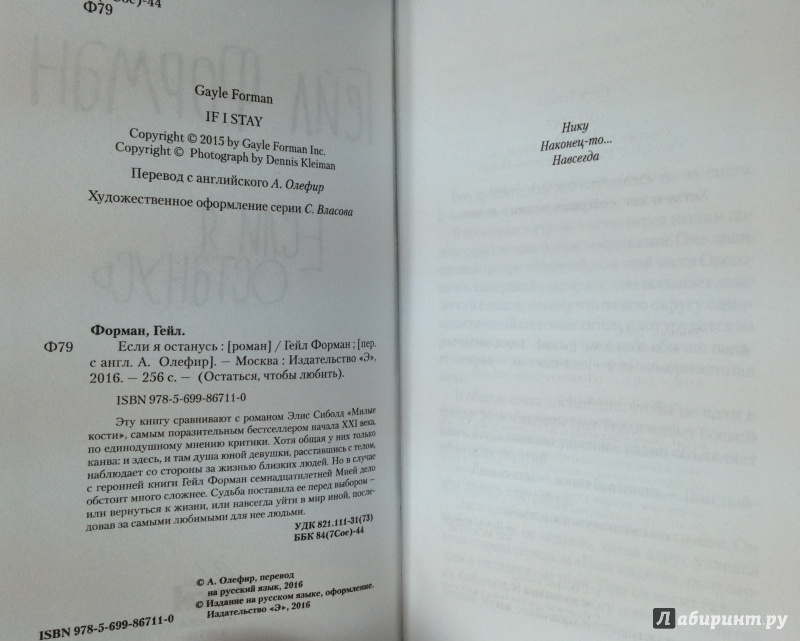 Ф79
Gayle Forman
IF I STAY
Copyright © 2015 by Gayle Forman Inc.
Copyright © Photograph by Dennis Kleiman
Перевод с английского А. Олефир
Художественное оформление серии С. Власова
Форман, Гейл.
Ф79 Если я останусь : [роман] / Гейл Форман ; [пер.
с англ. А. Олефир]. — Москва : Издательство «Э»,
2016. — 256 с. — (Остаться, чтобы любить).
ISBN 978-5-699-86711-0
Эту книгу сравнивают с романом Элис Сиболд «Милые
кости», самым поразительным бестселлером начала XXI века,
по единодушному мнению критики. Хотя общая у них только
канва: и здесь, и там душа юной девушки, расставшись с телом,
наблюдает со стороны за жизнью близких людей. Но в случае
с героиней книги Гейл Форман семнадцатилетней Мией дело
обстоит много сложнее. Судьба поставила ее перед выбором –
или вернуться к жизни, или навсегда уйти в мир иной, после-
довав за самыми любимыми для нее людьми.
УДК 821.111-31(73)
ББК 84(7Сое)-44
© А. Олефир, перевод
на русский язык, 2016
© Издание на русском языке, оформление.
Издательство «Э», 2016
ISBN 978-5-699-86711-0
Нику
Наконец-то...
Навсегда
Лабиринт.ру